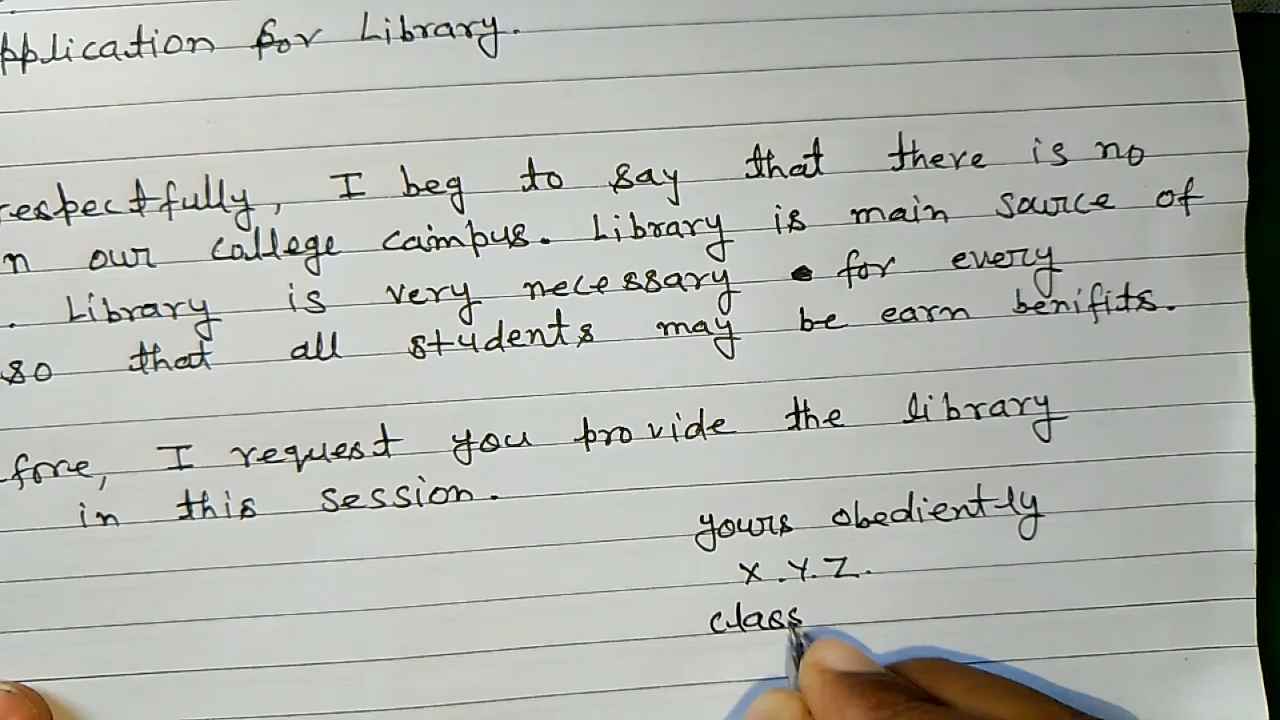 pplication for Library.
respectfully, I beg to say that there is no
n our college campus. Library is main source of
. Library is very necessary for every
so that all students may be earn benifits.
fore, I request you provide the library
in this session.
yours obediently
X.Y.Z.
class